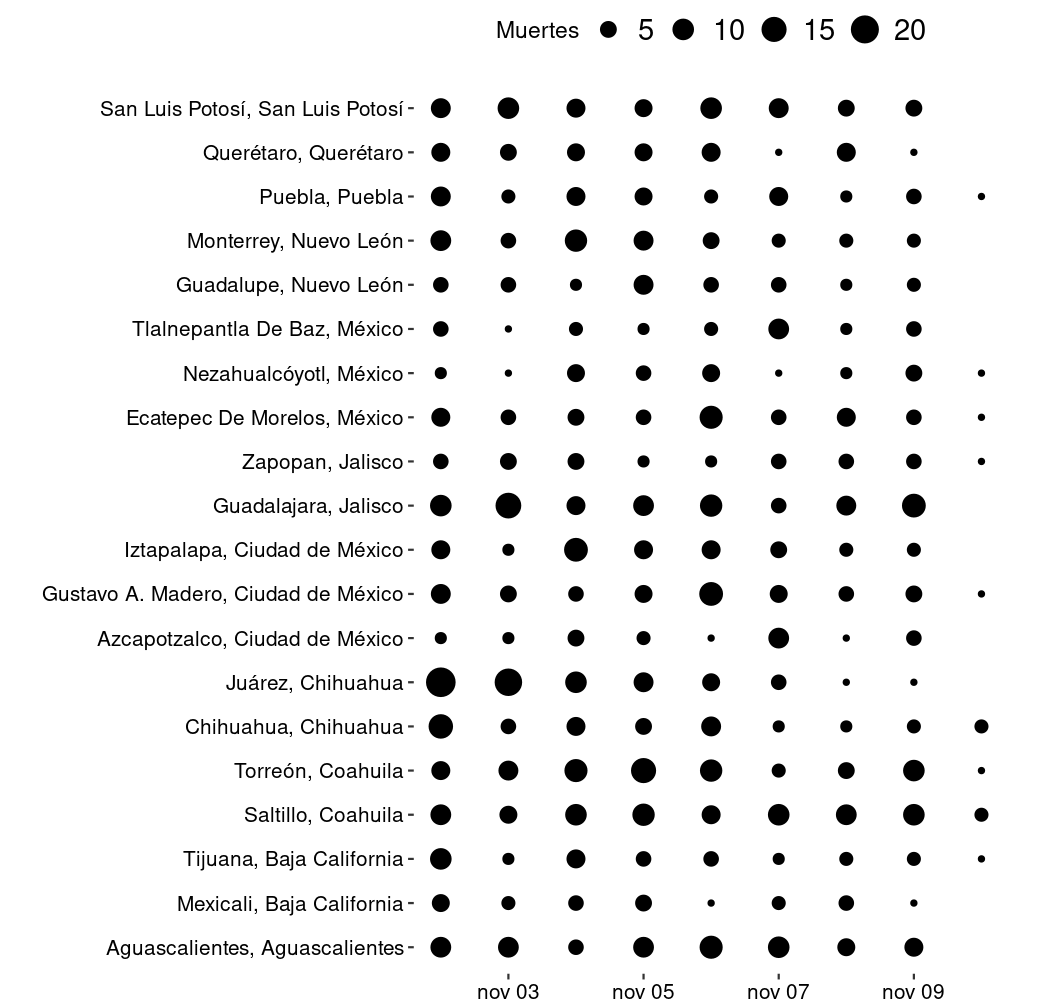 Muertes 5 10 15 20
San Luis Potosí, San Luis Potosí
Querétaro, Querétaro
Puebla, Puebla
Monterrey, Nuevo León
Guadalupe, Nuevo León
Tlalnepantla De Baz, México
Nezahualcóyotl, México
Ecatepec De Morelos, México
Zapopan, Jalisco
Guadalajara, Jalisco
Iztapalapa, Ciudad de México
Gustavo A. Madero, Ciudad de México
Azcapotzalco, Ciudad de México
Juárez, Chihuahua
Chihuahua, Chihuahua
Torreón, Coahuila
Saltillo, Coahuila
Tijuana, Baja California
Mexicali, Baja California
Aguascalientes, Aguascalientes
nov 03 nov 05 nov 07 nov 09